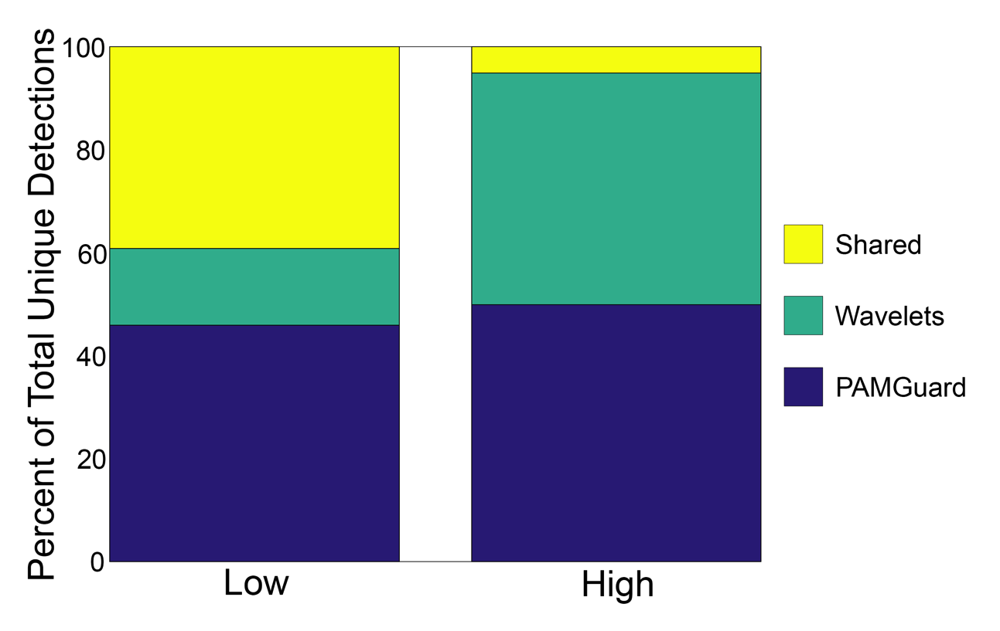 Percent of Total Unique Detections
100
80
60
40
20
0
Low
High
Shared
Wavelets
PAMGuard